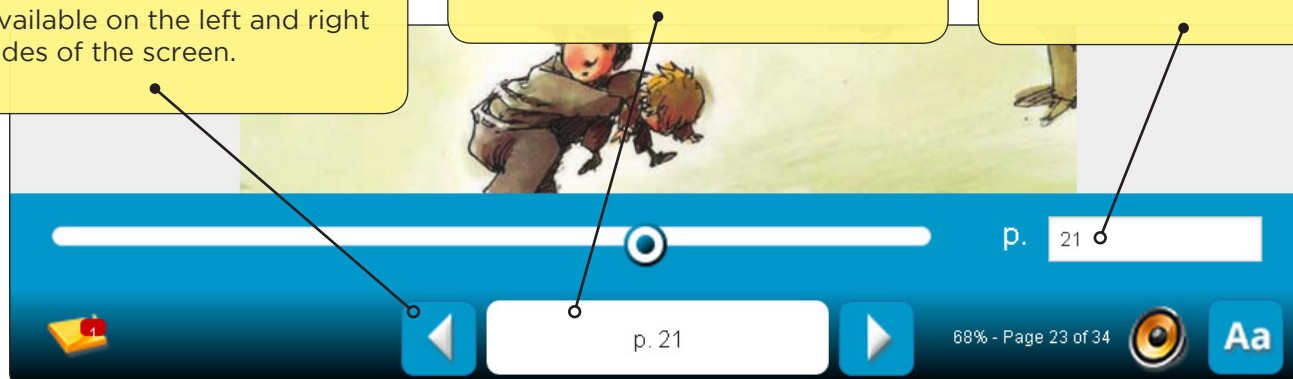 vailable on the left and right
des of the screen.
p. 21
1
p. 21
68% - Page 23 of 34
Aa